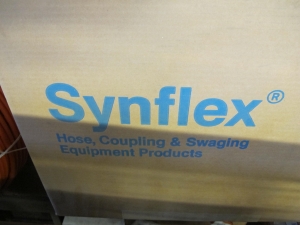 Synflex®
Hose, Coupling & Swaging
Equipment Products